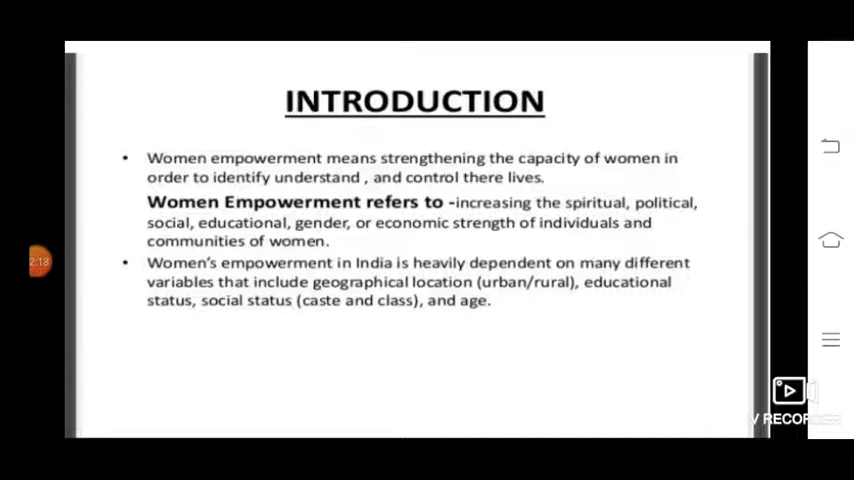 INTRODUCTION
• Women empowerment means strengthening the capacity of women in
order to identify understand , and control there lives.
Women Empowerment refers to -increasing the spiritual, political,
social, educational, gender, or economic strength of individuals and
communities of women.
• Women's empowerment in India is heavily dependent on many different
variables that include geographical location (urban/rural), educational
status, social status (caste and class), and age.
2:18
V RECORDER